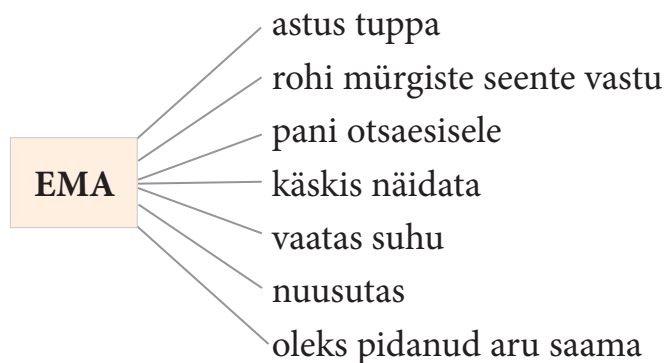 astus tuppa
rohi mürgiste seente vastu
pani otsaesisele
EMA
käskis näidata
vaatas suhu
nuusutas
oleks pidanud aru saama